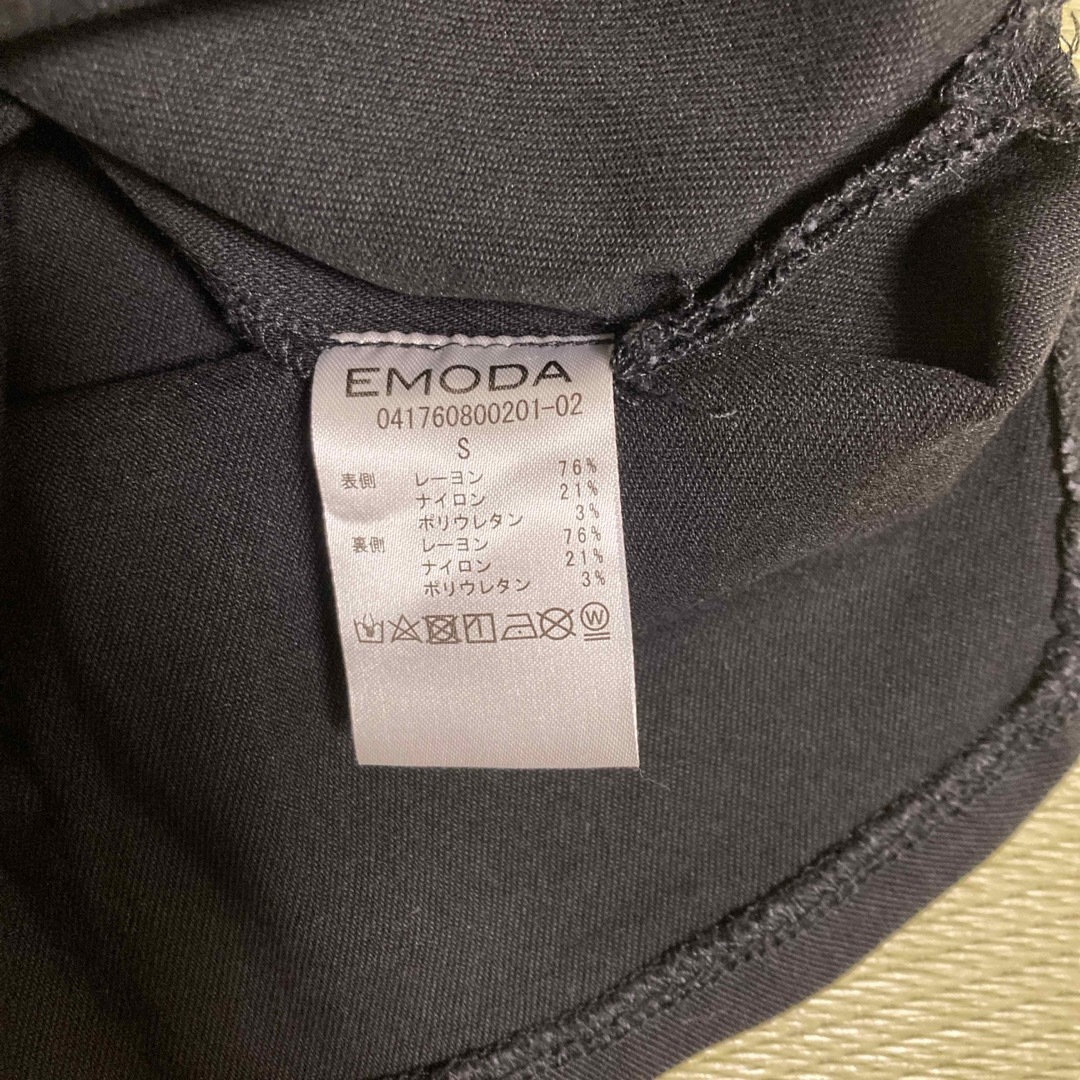 EMODA
041760800201-02
S
表側 レーヨン 76%
ナイロン 21%
ポリウレタン 3%
裏側 レーヨン 76%
ナイロン 21%
ポリウレタン 3%
W